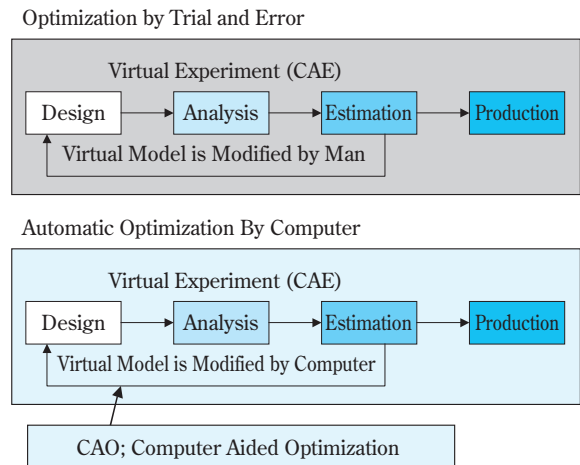 Optimization by Trial and Error
Virtual Experiment (CAE)
Design Analysis Estimation Production
Virtual Model is Modified by Man
Automatic Optimization By Computer
Virtual Experiment (CAE)
Design Analysis Estimation Production
Virtual Model is Modified by Computer
CAO; Computer Aided Optimization